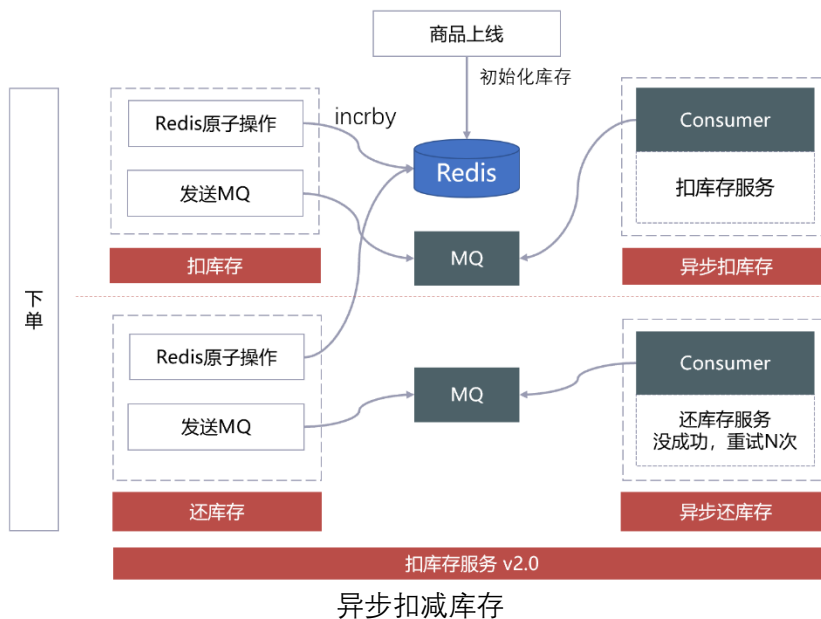 商品上线
初始化库存
下
单
Redis原子操作
incrby
发送MQ
扣库存
Redis
MQ
Consumer
扣库存服务
异步扣库存
Redis原子操作
发送MQ
还库存
MQ
Consumer
还库存服务
没成功，重试N次
异步还库存
扣库存服务 v2.0
异步扣减库存